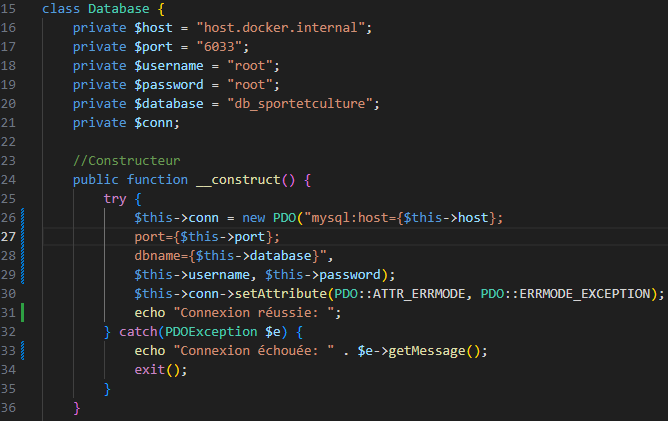 15 class Database {
16 private $host = "host.docker.internal";
17 private $port = "6033";
18 private $username = "root";
19 private $password = "root";
20 private $database = "db_sportetculture";
21 private $conn;
22
23 //Constructeur
24 public function __construct() {
25 try {
26 $this->conn = new PDO("mysql:host={$this->host};
27 port={$this->port};
28 dbname={$this->database}",
29 $this->username, $this->password);
30 $this->conn->setAttribute(PDO::ATTR_ERRMODE, PDO::ERRMODE_EXCEPTION);
31 echo "Connexion réussie: ";
32 } catch(PDOException $e) {
33 echo "Connexion échouée: " . $e->getMessage();
34 exit();
35 }
36 }